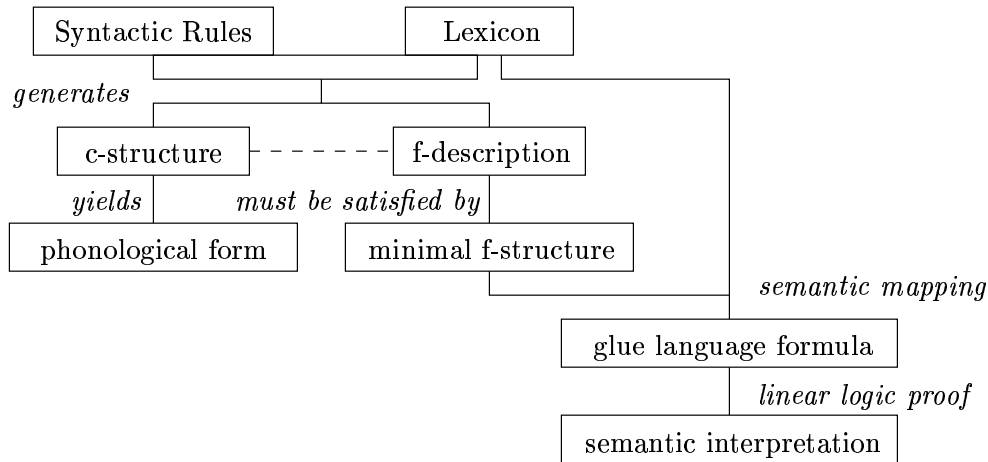 Syntactic Rules
Lexicon
generates
c-structure
f-description
yields
must be satisfied by
phonological form
minimal f-structure
semantic mapping
glue language formula
linear logic proof
semantic interpretation